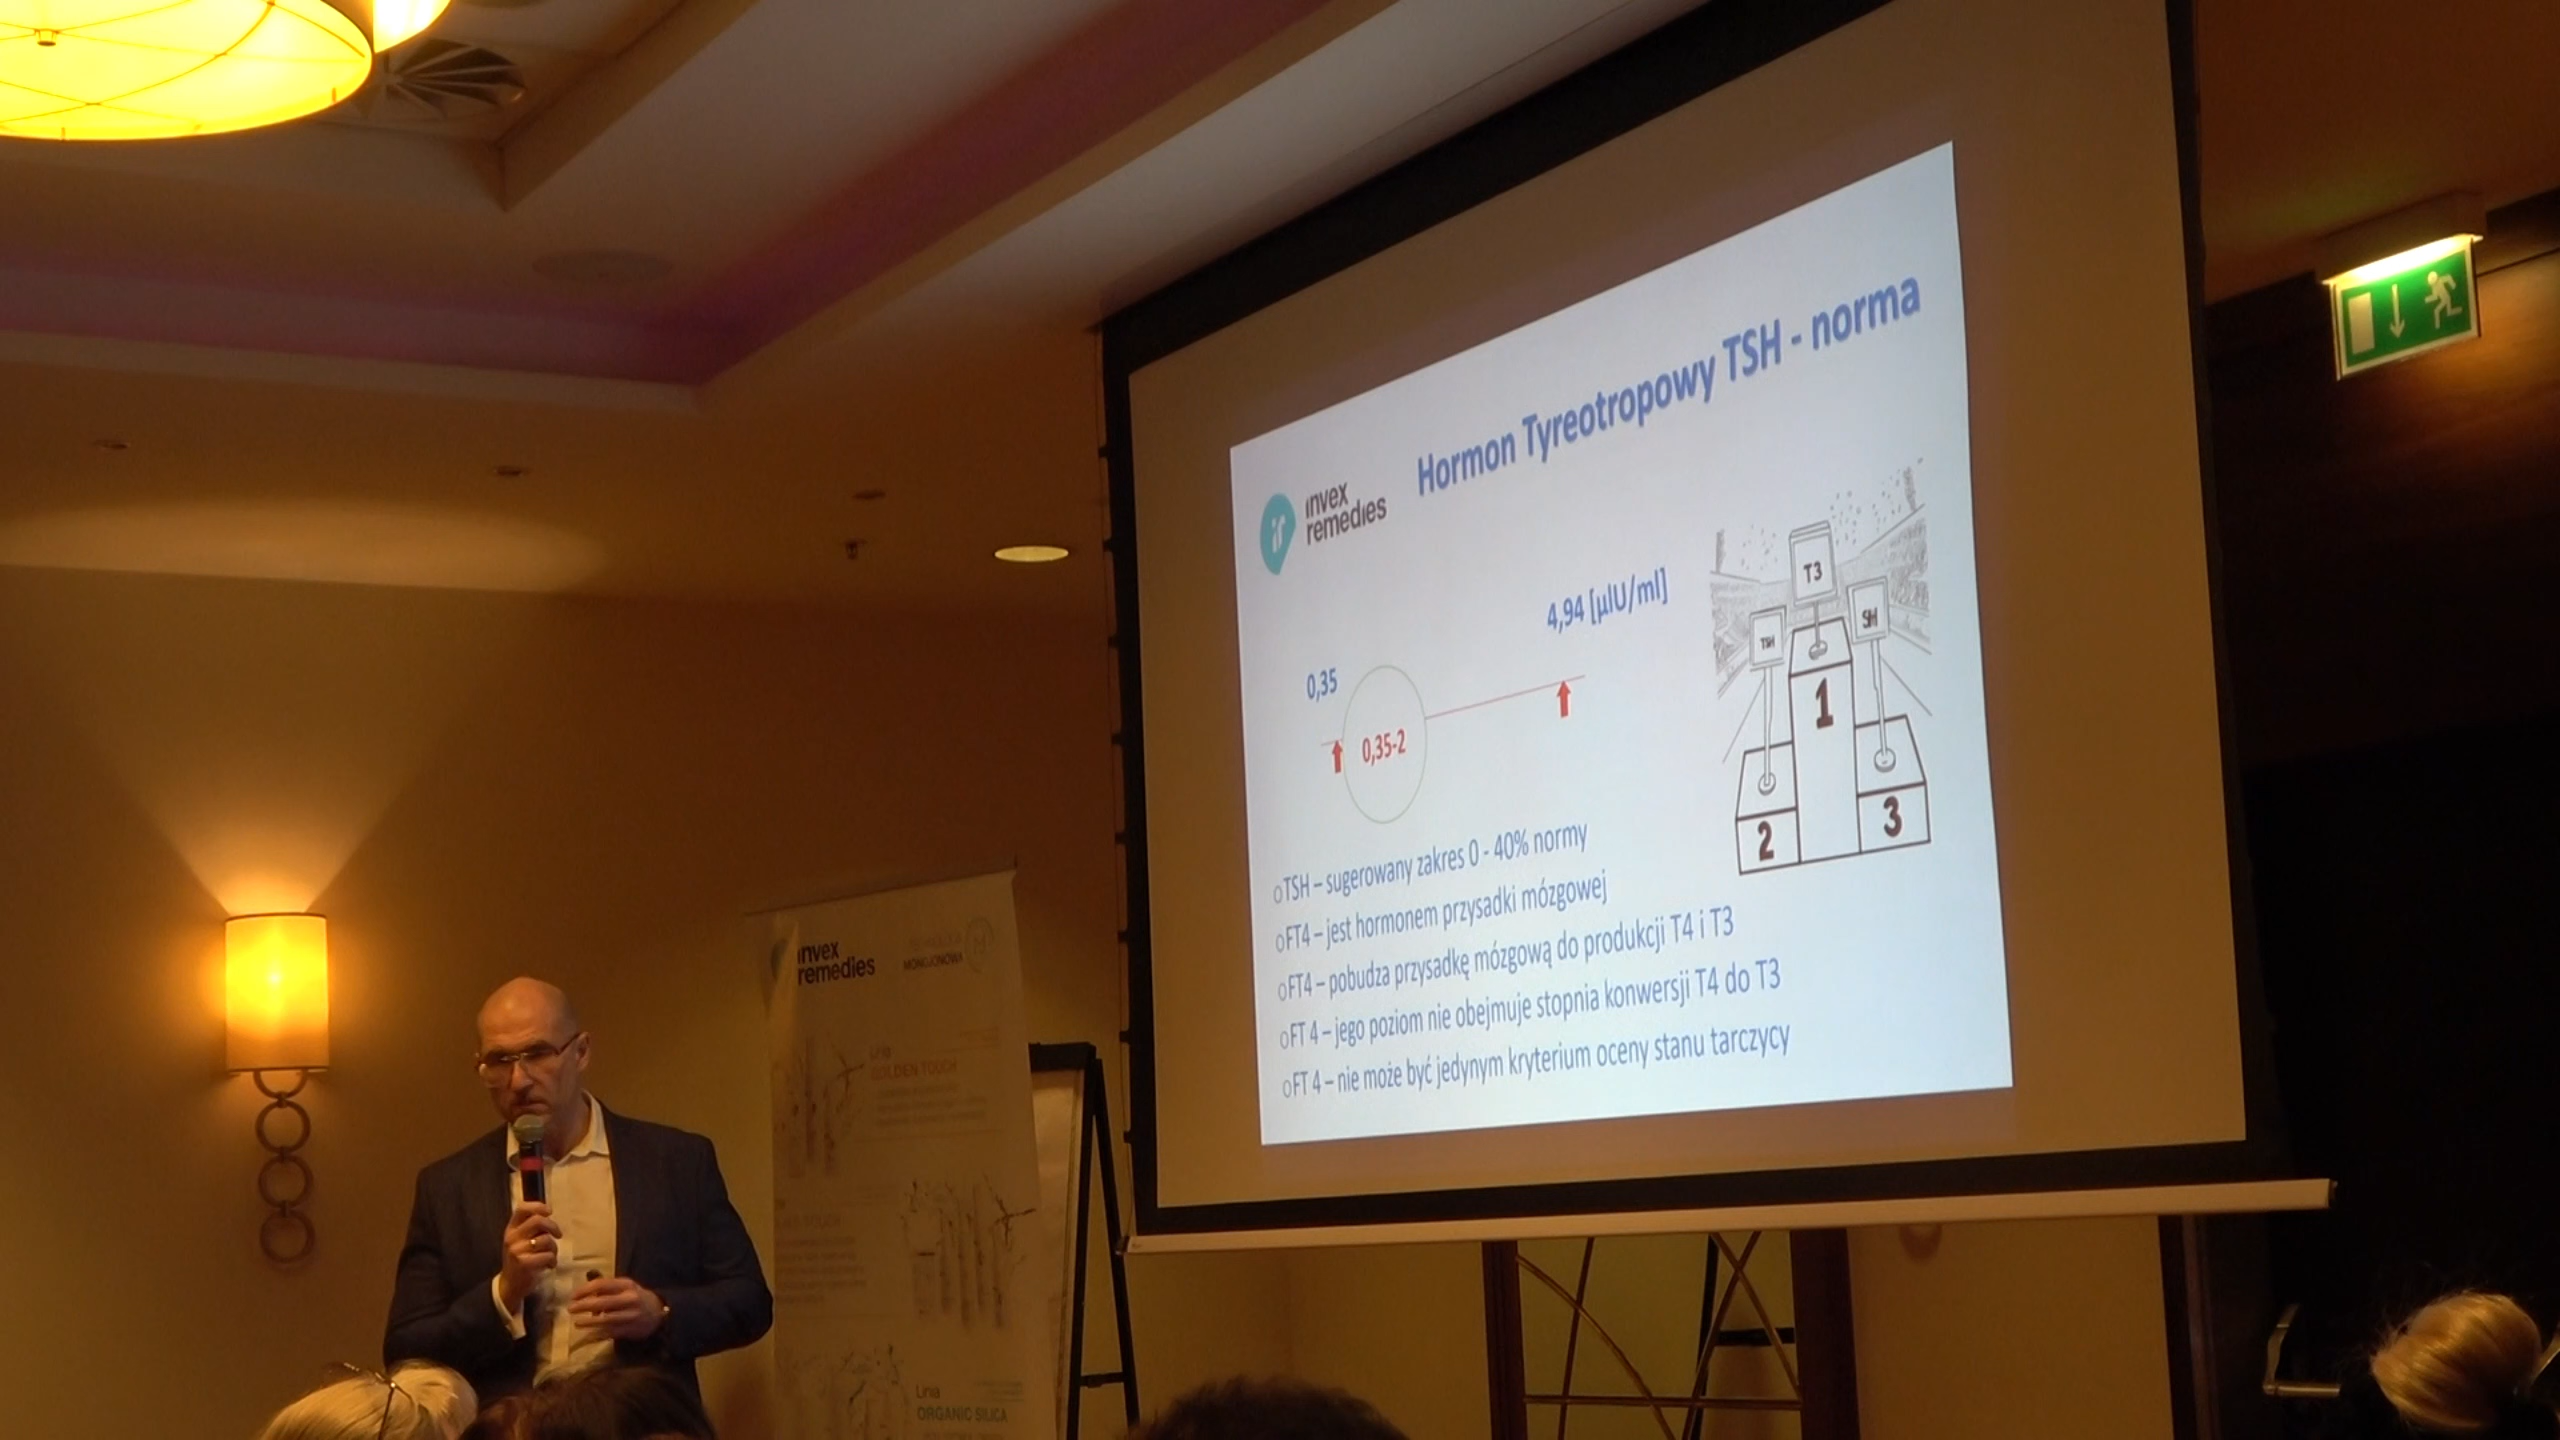 Hormon Tyreotropowy TSH - norma
invex
remedies
4,94 [µIU/ml]
0,35
0,35-2
T3
TSH
SH
1
2
3
TSH – sugerowany zakres 0 - 40% normy
FT4 – jest hormonem przysadki mózgowej
FT4 – pobudza przysadkę mózgową do produkcji T4 i T3
FT 4 – jego poziom nie obejmuje stopnia konwersji T4 do T3
FT 4 – nie może być jedynym kryterium oceny stanu tarczycy
invex
remedies
MONOJONOWA
M
Linia
GOLDEN TOUCH
Linia
ORGANIC SILICA